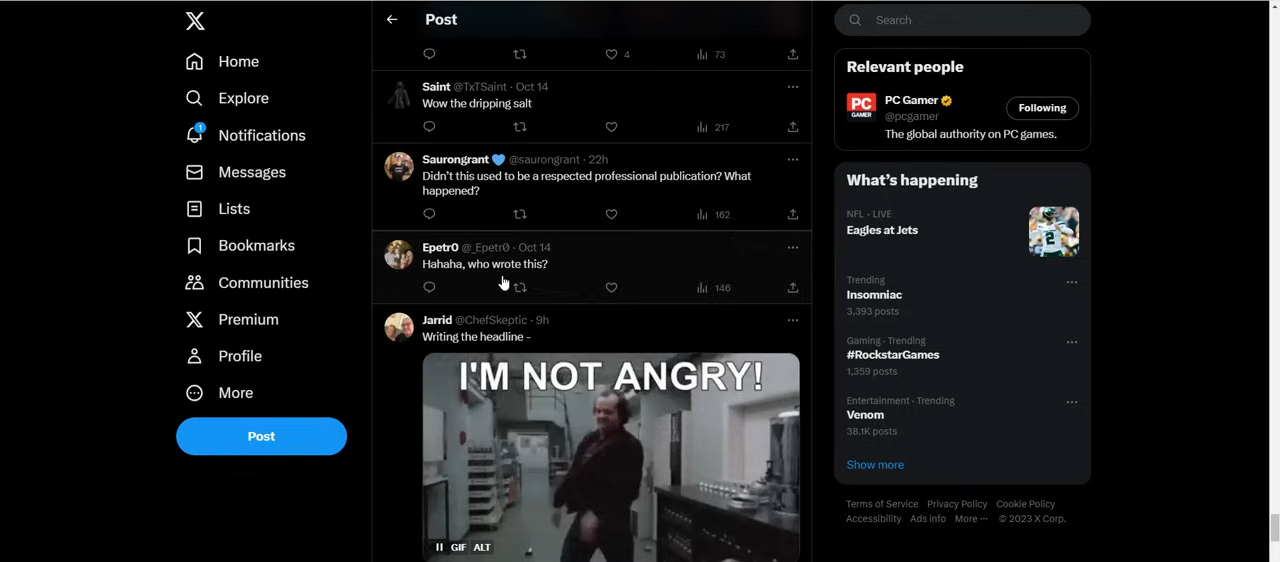 Home
Explore
1
Notifications
Messages
Lists
Bookmarks
Communities
Premium
Profile
More
Post
Post
4
73
Saint @TxTSaint · Oct 14
Wow the dripping salt
217
Saurongrant 💙 @saurongrant · 22h
Didn't this used to be a respected professional publication? What
happened?
162
Epetr0 @_Epetr0 · Oct 14
Hahaha, who wrote this?
146
Jarrid @ChefSkeptic · 9h
Writing the headline -
I'M NOT ANGRY!
GIF ALT
Search
Relevant people
PC
GAMER
PC Gamer
@pcgamer
Following
The global authority on PC games.
What's happening
NFL · LIVE
Eagles at Jets
2
Trending
Insomniac
3,393 posts
Gaming · Trending
#RockstarGames
1,359 posts
Entertainment · Trending
Venom
38.1K posts
Show more
Terms of Service Privacy Policy Cookie Policy
Accessibility Ads info More ··· © 2023 X Corp.